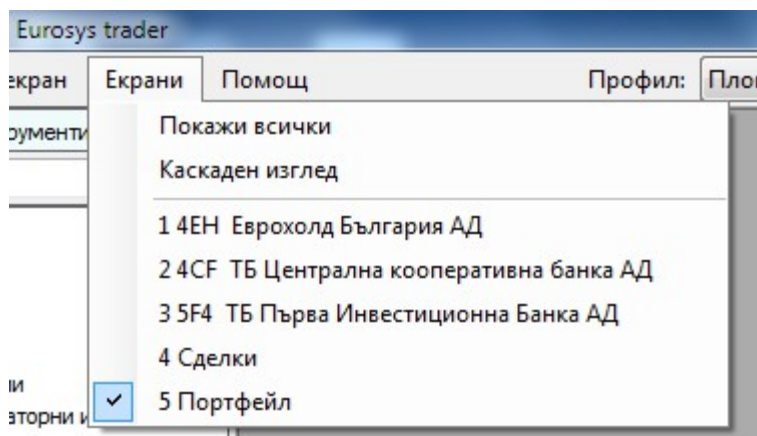 Eurosys trader
екран Екрани Помощ Профил:
Покажи всички
Каскаден изглед
1 4EH Еврохолд България АД
2 4CF ТБ Централна кооперативна банка АД
3 5F4 ТБ Първа Инвестиционна Банка АД
4 Сделки
5 Портфейл